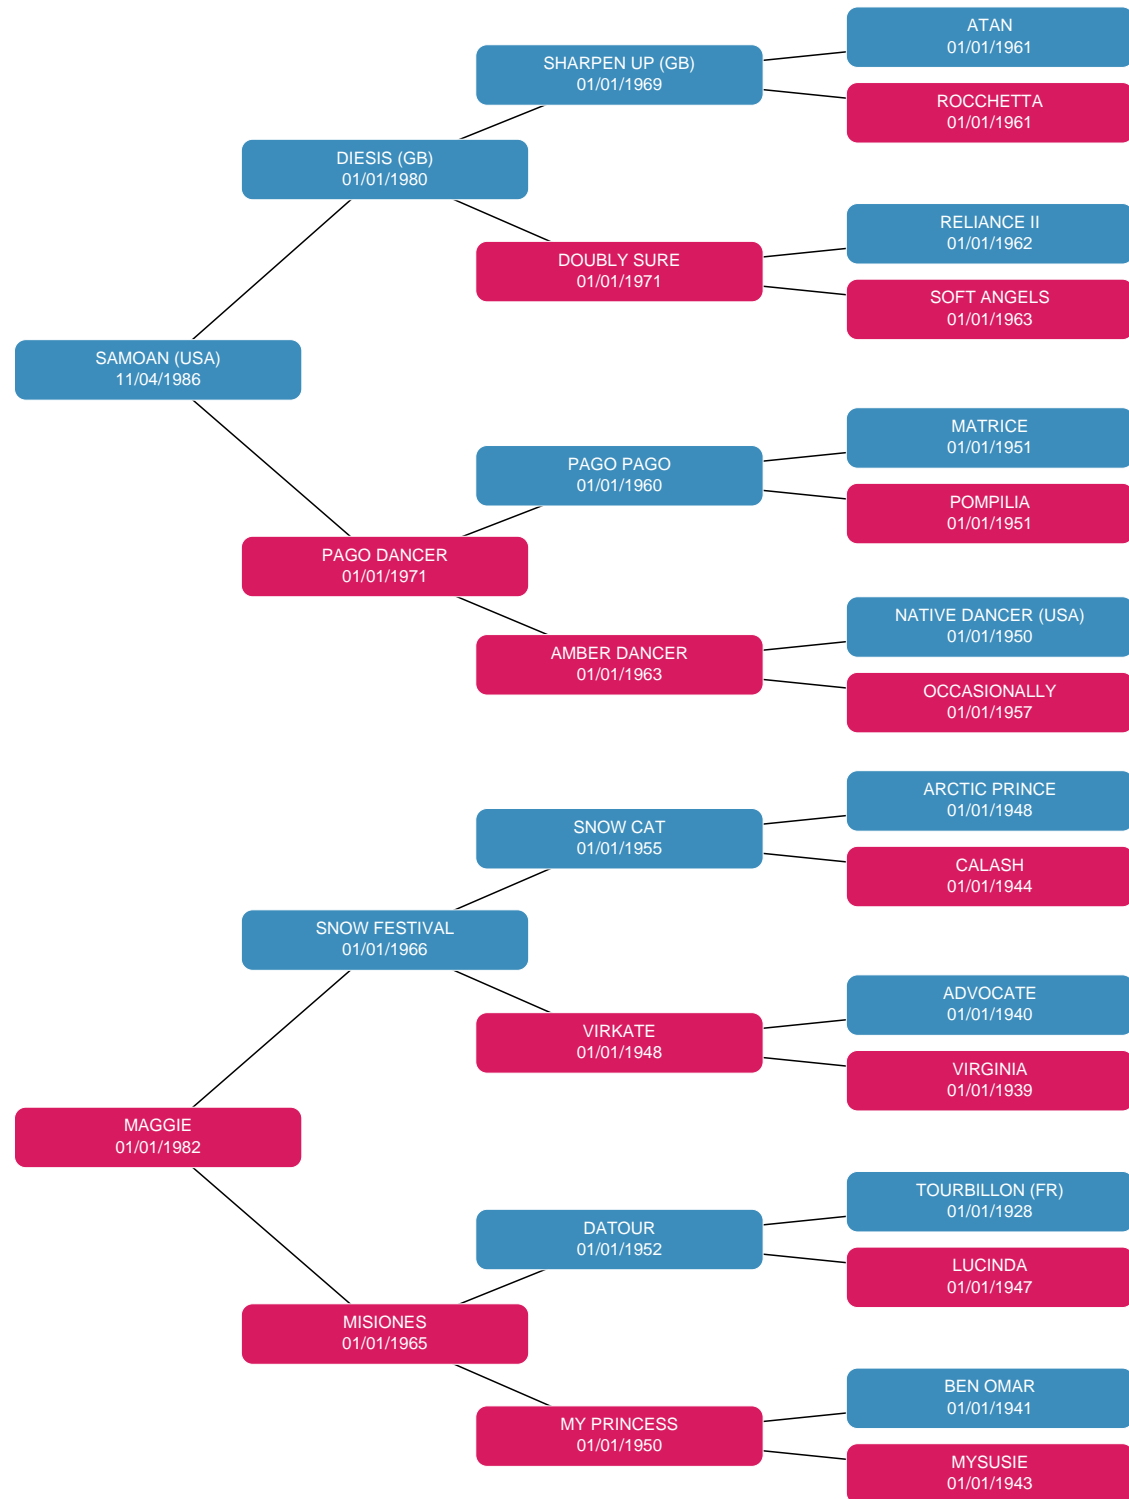 ATAN
01/01/1961
SHARPEN UP (GB)
01/01/1969
ROCCHETTA
01/01/1961
DIESIS (GB)
01/01/1980
RELIANCE II
01/01/1962
DOUBLY SURE
01/01/1971
SOFT ANGELS
01/01/1963
SAMOAN (USA)
11/04/1986
MATRICE
01/01/1951
PAGO PAGO
01/01/1960
POMPILIA
01/01/1951
PAGO DANCER
01/01/1971
NATIVE DANCER (USA)
01/01/1950
AMBER DANCER
01/01/1963
OCCASIONALLY
01/01/1957
ARCTIC PRINCE
01/01/1948
SNOW CAT
01/01/1955
CALASH
01/01/1944
SNOW FESTIVAL
01/01/1966
ADVOCATE
01/01/1940
VIRKATE
01/01/1948
VIRGINIA
01/01/1939
MAGGIE
01/01/1982
TOURBILLON (FR)
01/01/1928
DATOUR
01/01/1952
LUCINDA
01/01/1947
MISIONES
01/01/1965
BEN OMAR
01/01/1941
MY PRINCESS
01/01/1950
MYSUSIE
01/01/1943